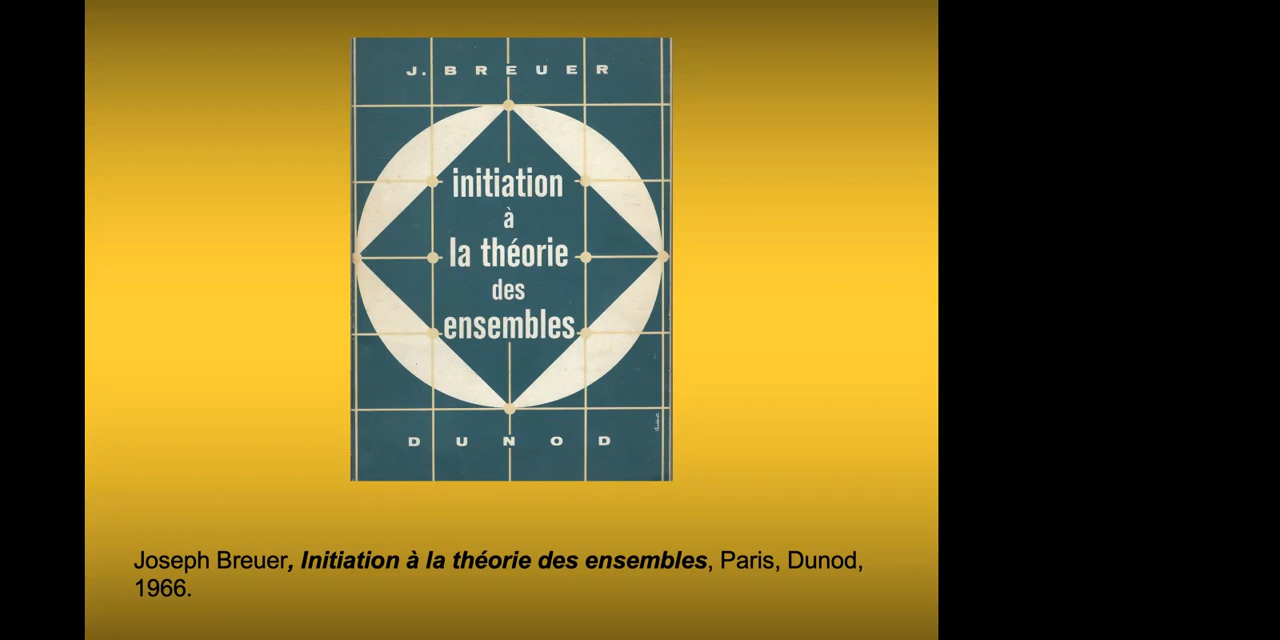 J. BREUER
initiation
à
la théorie
des
ensembles
DUNOD
Joseph Breuer, Initiation à la théorie des ensembles, Paris, Dunod,
1966.